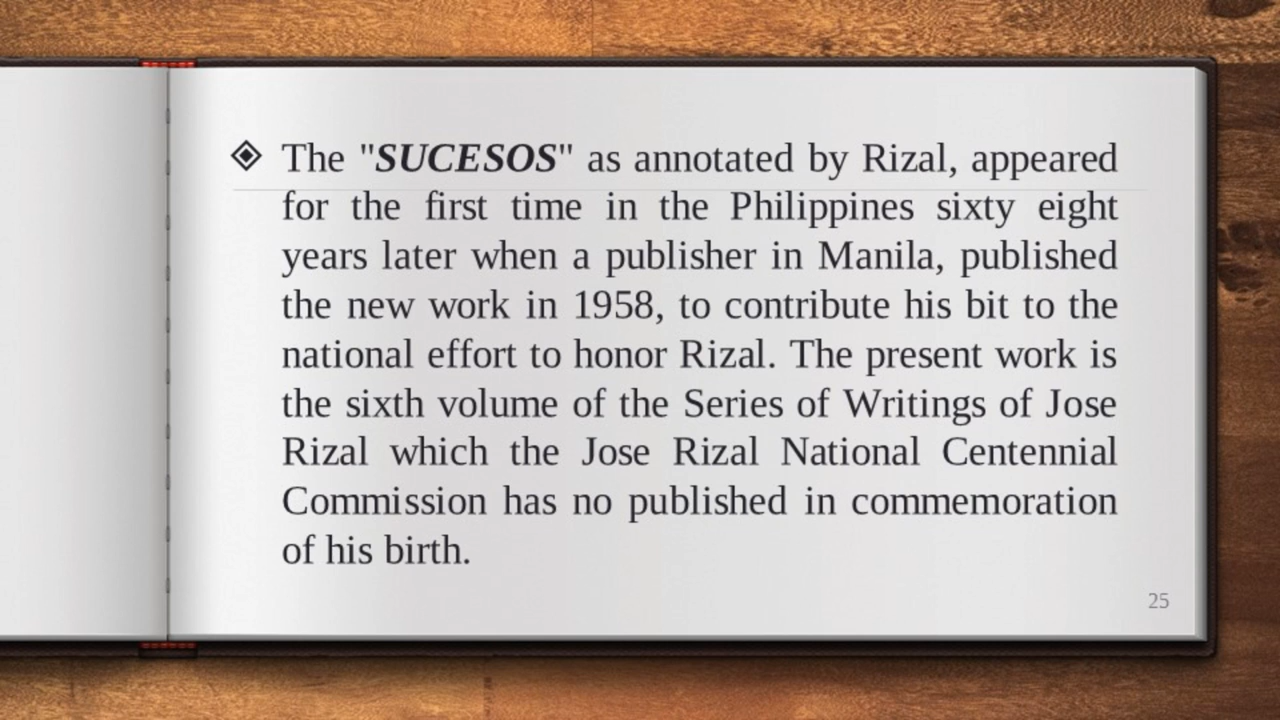 The "SUCESOS" as annotated by Rizal, appeared
for the first time in the Philippines sixty eight
years later when a publisher in Manila, published
the new work in 1958, to contribute his bit to the
national effort to honor Rizal. The present work is
the sixth volume of the Series of Writings of Jose
Rizal which the Jose Rizal National Centennial
Commission has no published in commemoration
of his birth.
25